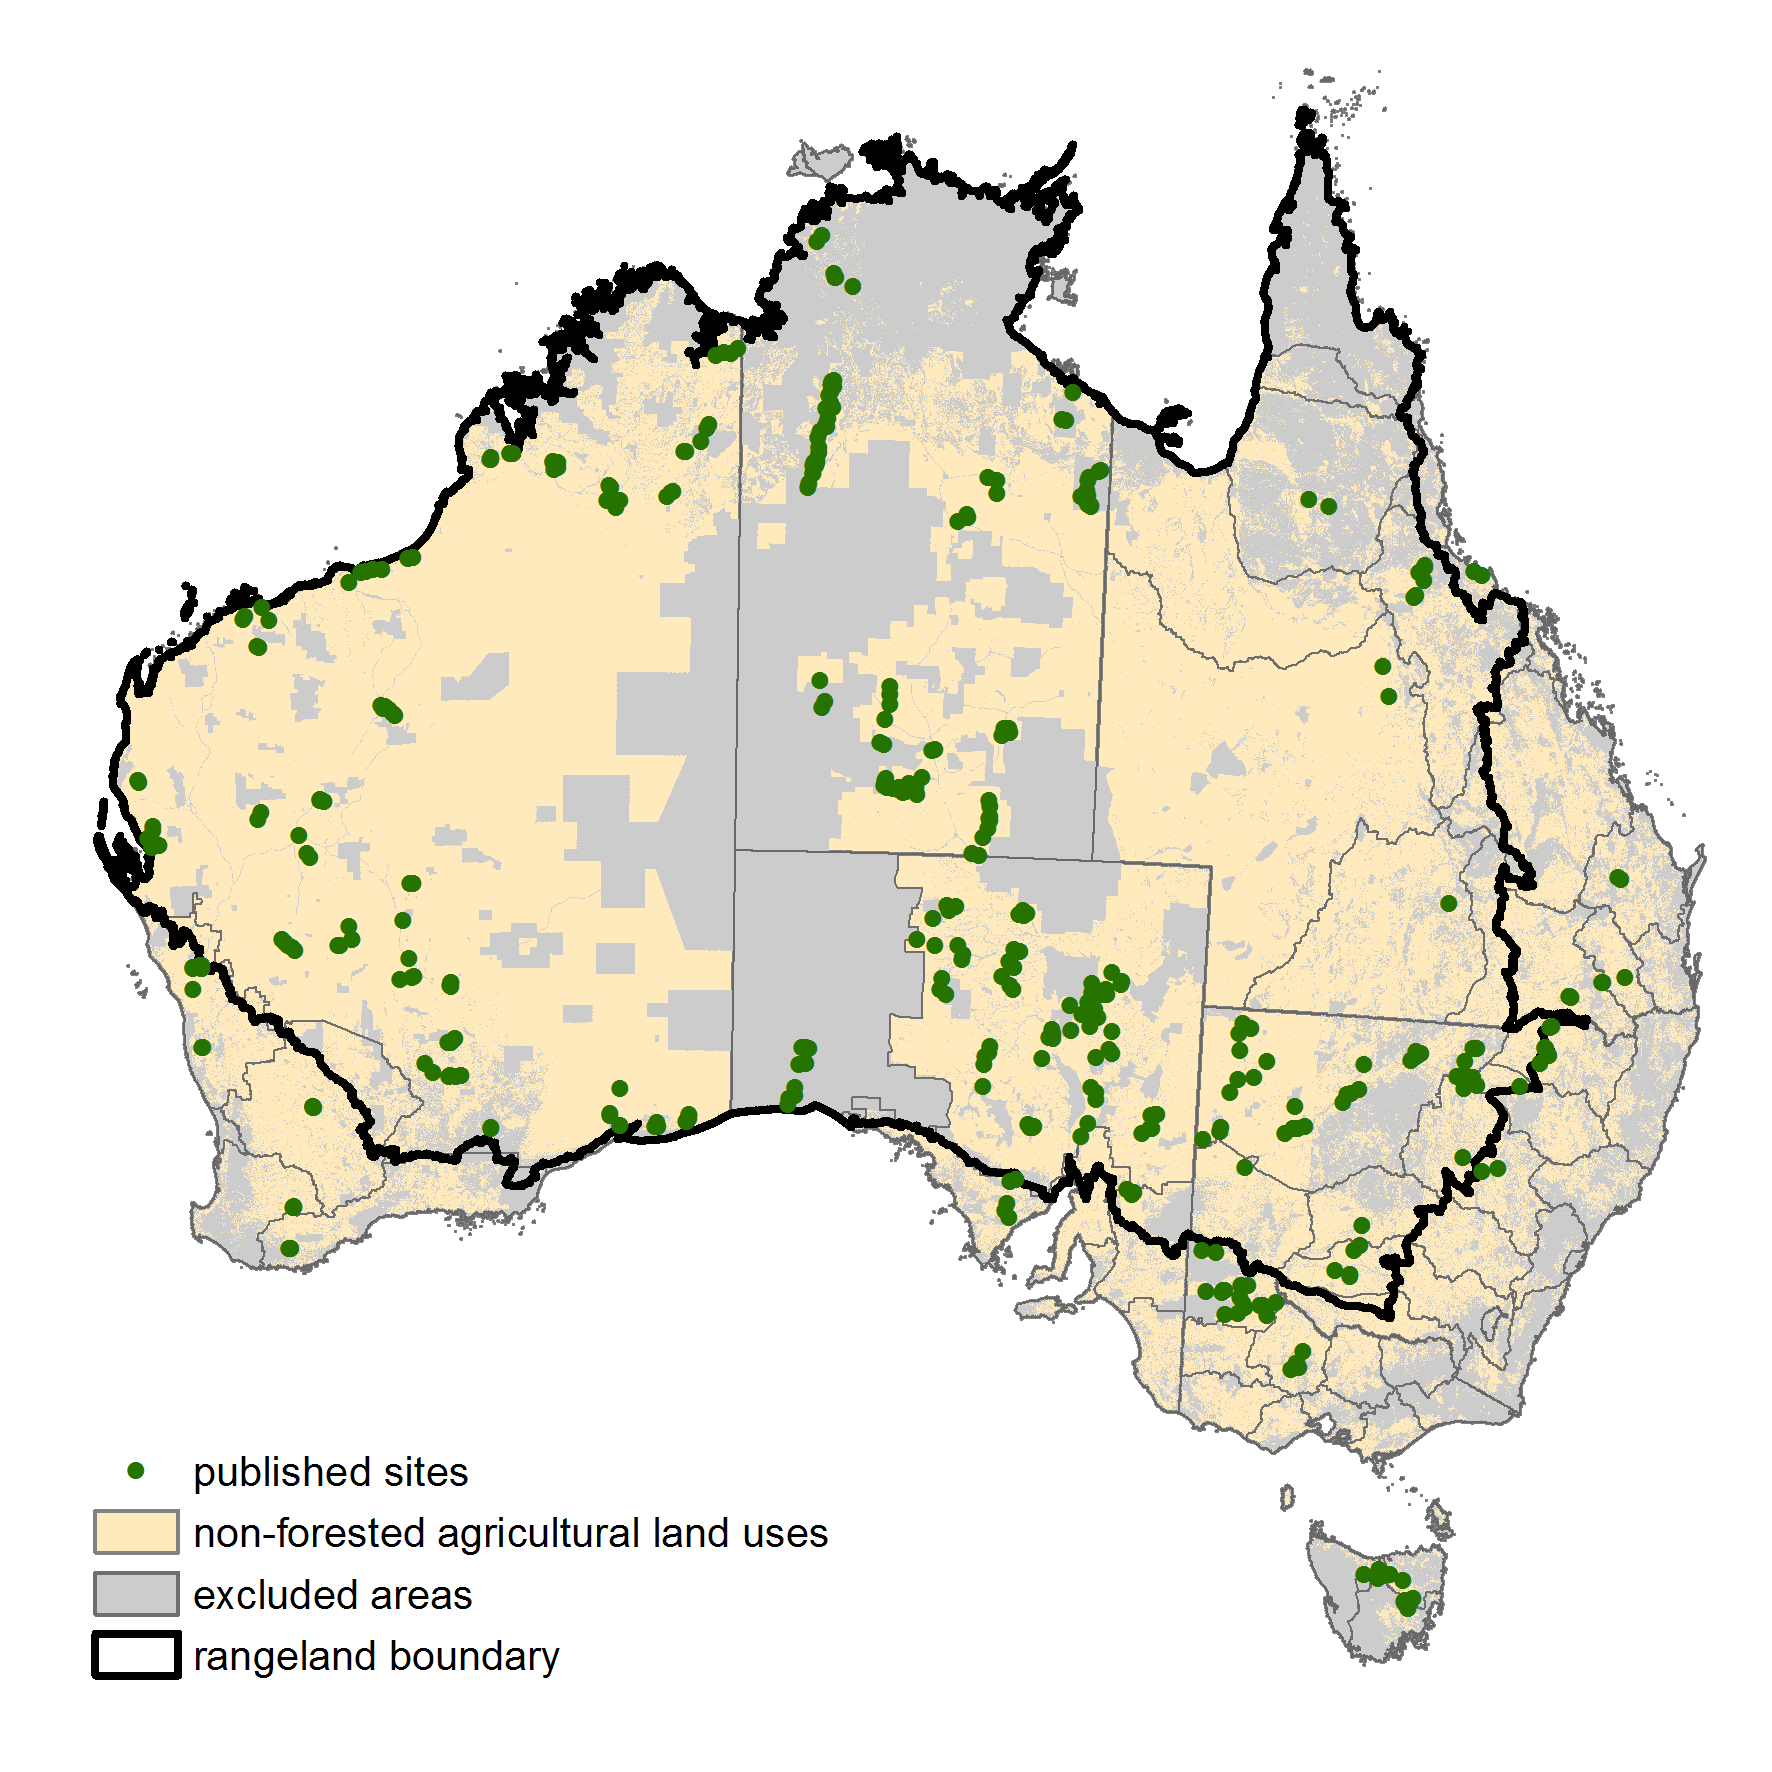 published sites
non-forested agricultural land uses
excluded areas
rangeland boundary